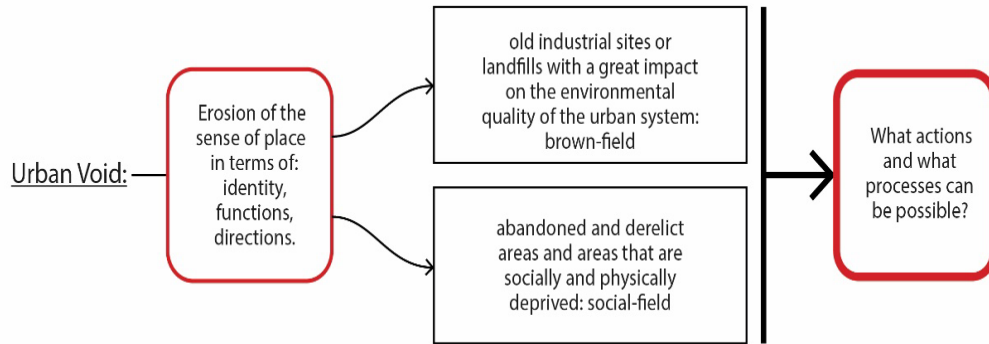 Urban Void:
Erosion of the
sense of place
in terms of:
identity,
functions,
directions.
old industrial sites or
landfills with a great impact
on the environmental
quality of the urban system:
brown-field
abandoned and derelict
areas and areas that are
socially and physically
deprived: social-field
What actions
and what
processes can
be possible?